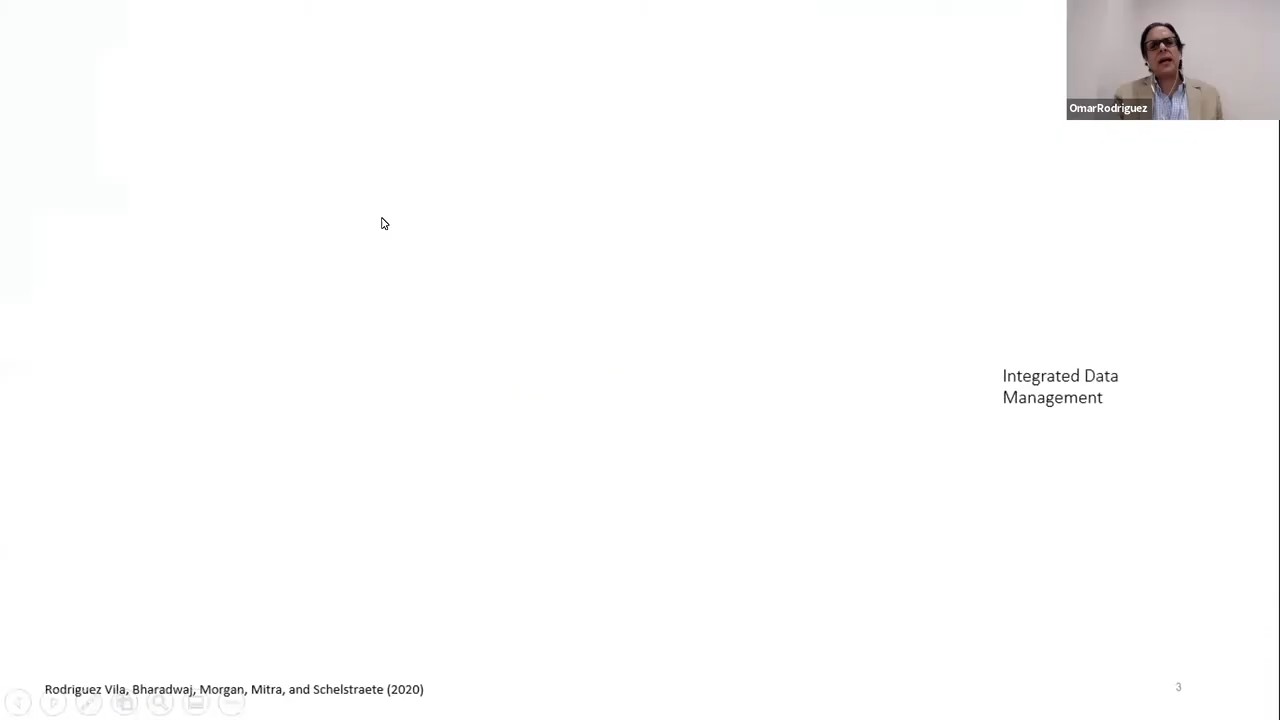 OmarRodriguez
Integrated Data
Management
Rodriguez Vila, Bharadwaj, Morgan, Mitra, and Schelstraete (2020)
3